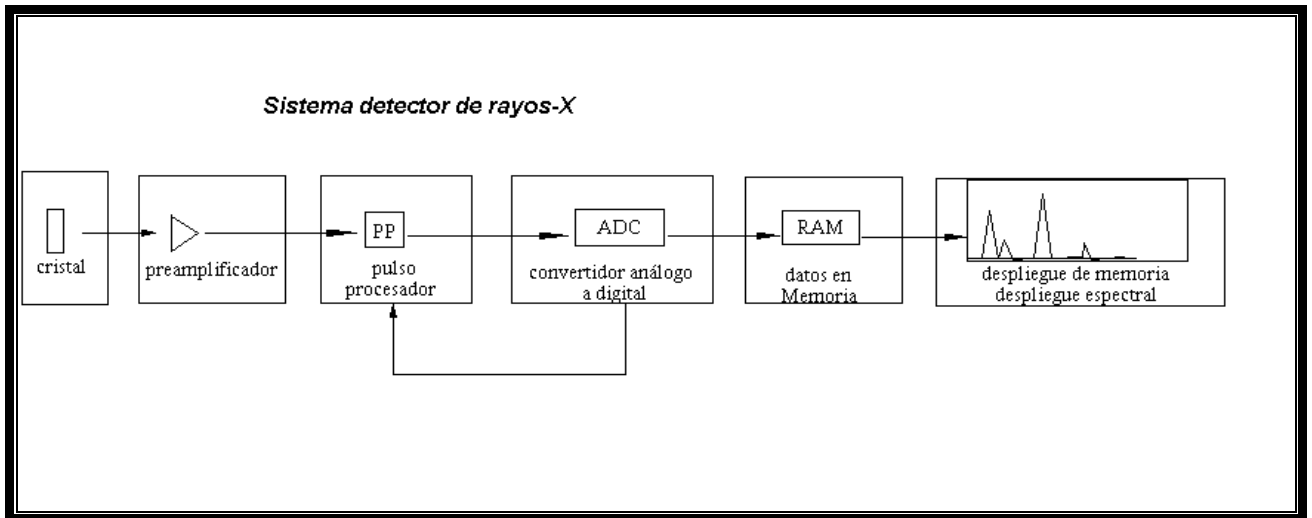 Sistema detector de rayos-X
cristal
preamplificador
PP
pulso
procesador
ADC
convertidor análogo
a digital
RAM
datos en
Memoria
despliegue de memoria
despliegue espectral